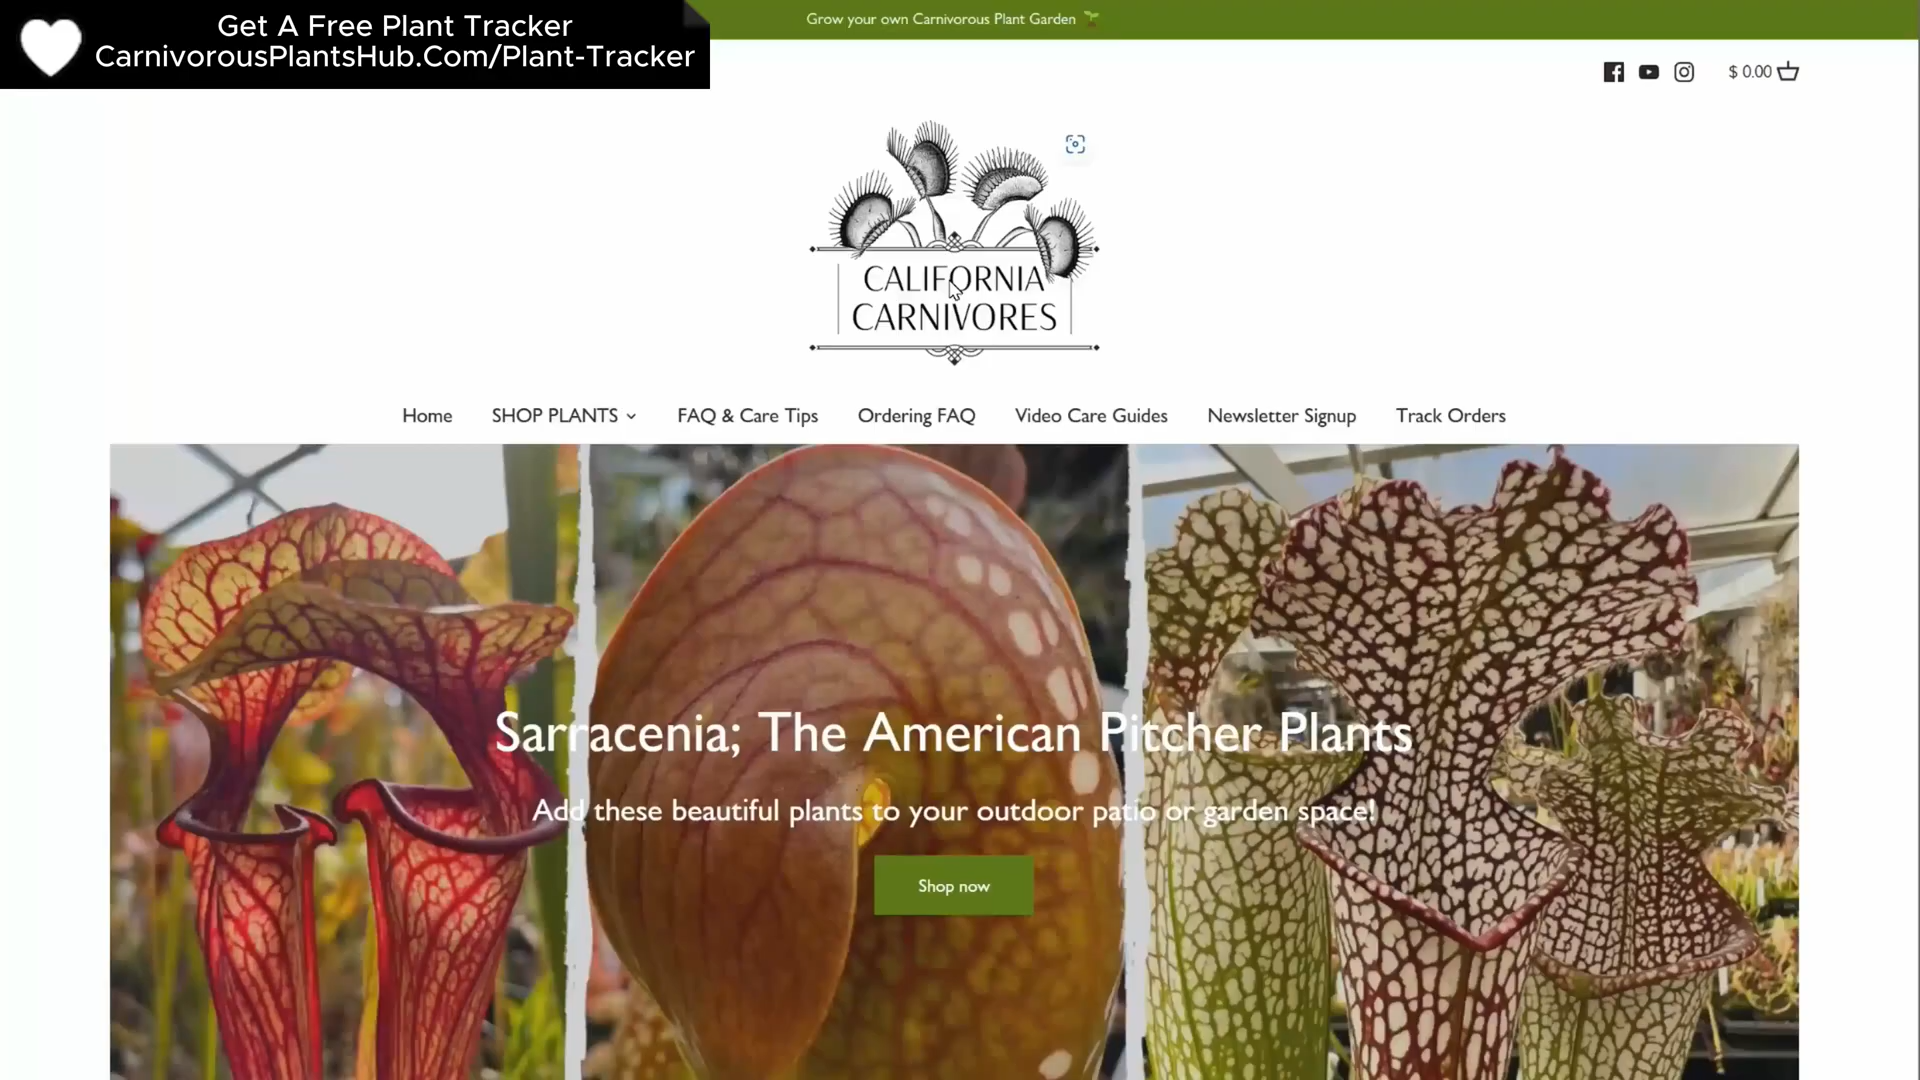 Get A Free Plant Tracker
CarnivorousPlantsHub.Com/Plant-Tracker
Grow your own Carnivorous Plant Garden
$ 0.00
CALIFORNIA
CARNIVORES
Home SHOP PLANTS FAQ & Care Tips Ordering FAQ Video Care Guides Newsletter Signup Track Orders
Sarracenia; The American Pitcher Plants
Add these beautiful plants to your outdoor patio or garden space!
Shop now